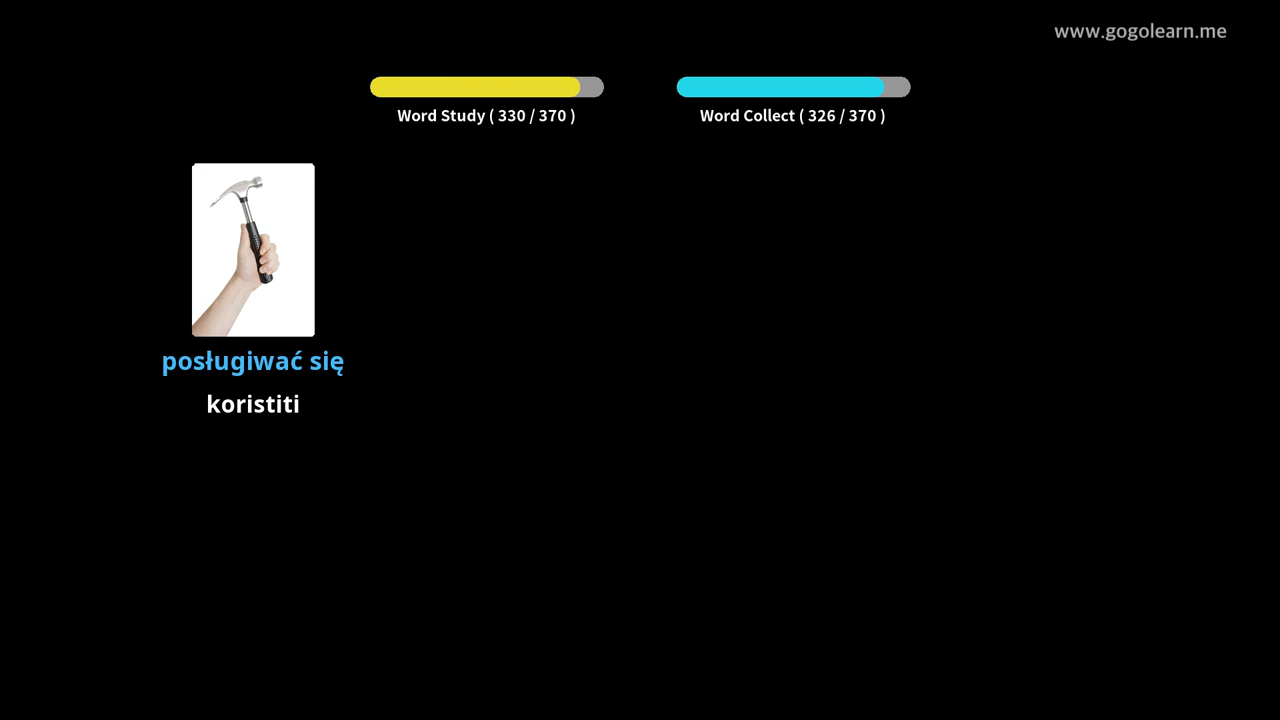 www.gogolearn.me
Word Study ( 330 / 370 )
Word Collect ( 326 / 370 )
posługiwać się
koristiti